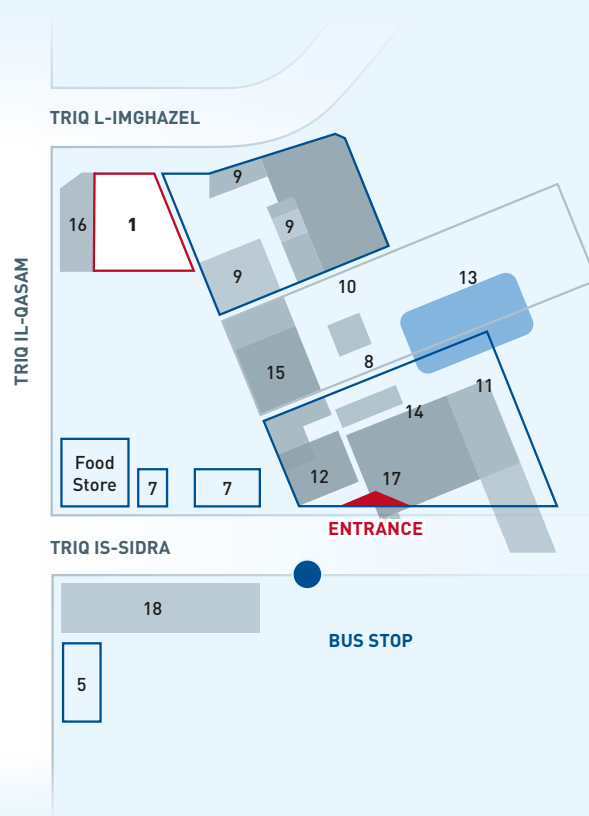 TRIQ L-IMGHAZEL
9
16
1
9
9
13
10
8
15
11
14
12
17
TRIQ IL-QASAM
Food
Store
7
7
ENTRANCE
TRIQ IS-SIDRA
18
BUS STOP
5